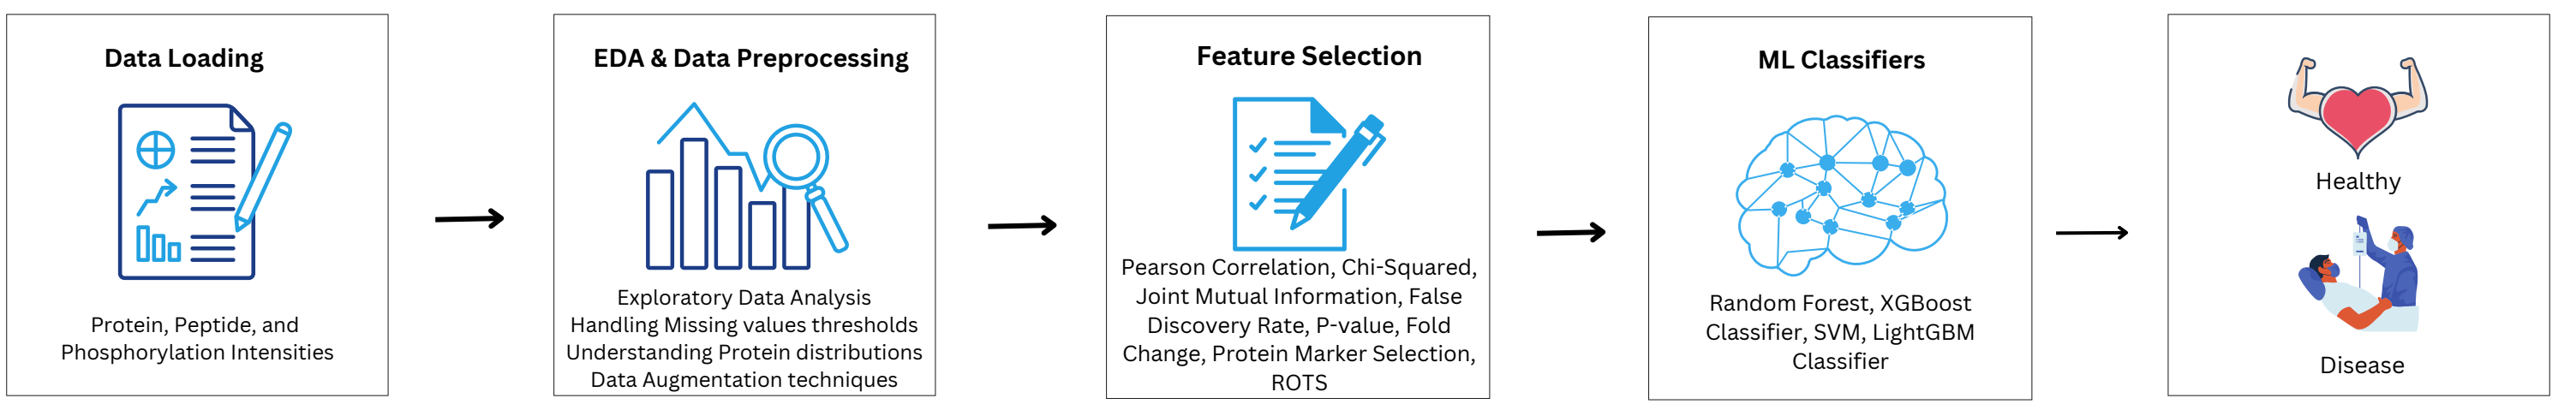 Data Loading
Protein, Peptide, and
Phosphorylation Intensities
EDA & Data Preprocessing
Exploratory Data Analysis
Handling Missing values thresholds
Understanding Protein distributions
Data Augmentation techniques
Feature Selection
Pearson Correlation, Chi-Squared,
Joint Mutual Information, False
Discovery Rate, P-value, Fold
Change, Protein Marker Selection,
ROTS
ML Classifiers
Random Forest, XGBoost
Classifier, SVM, LightGBM
Classifier
Healthy
Disease